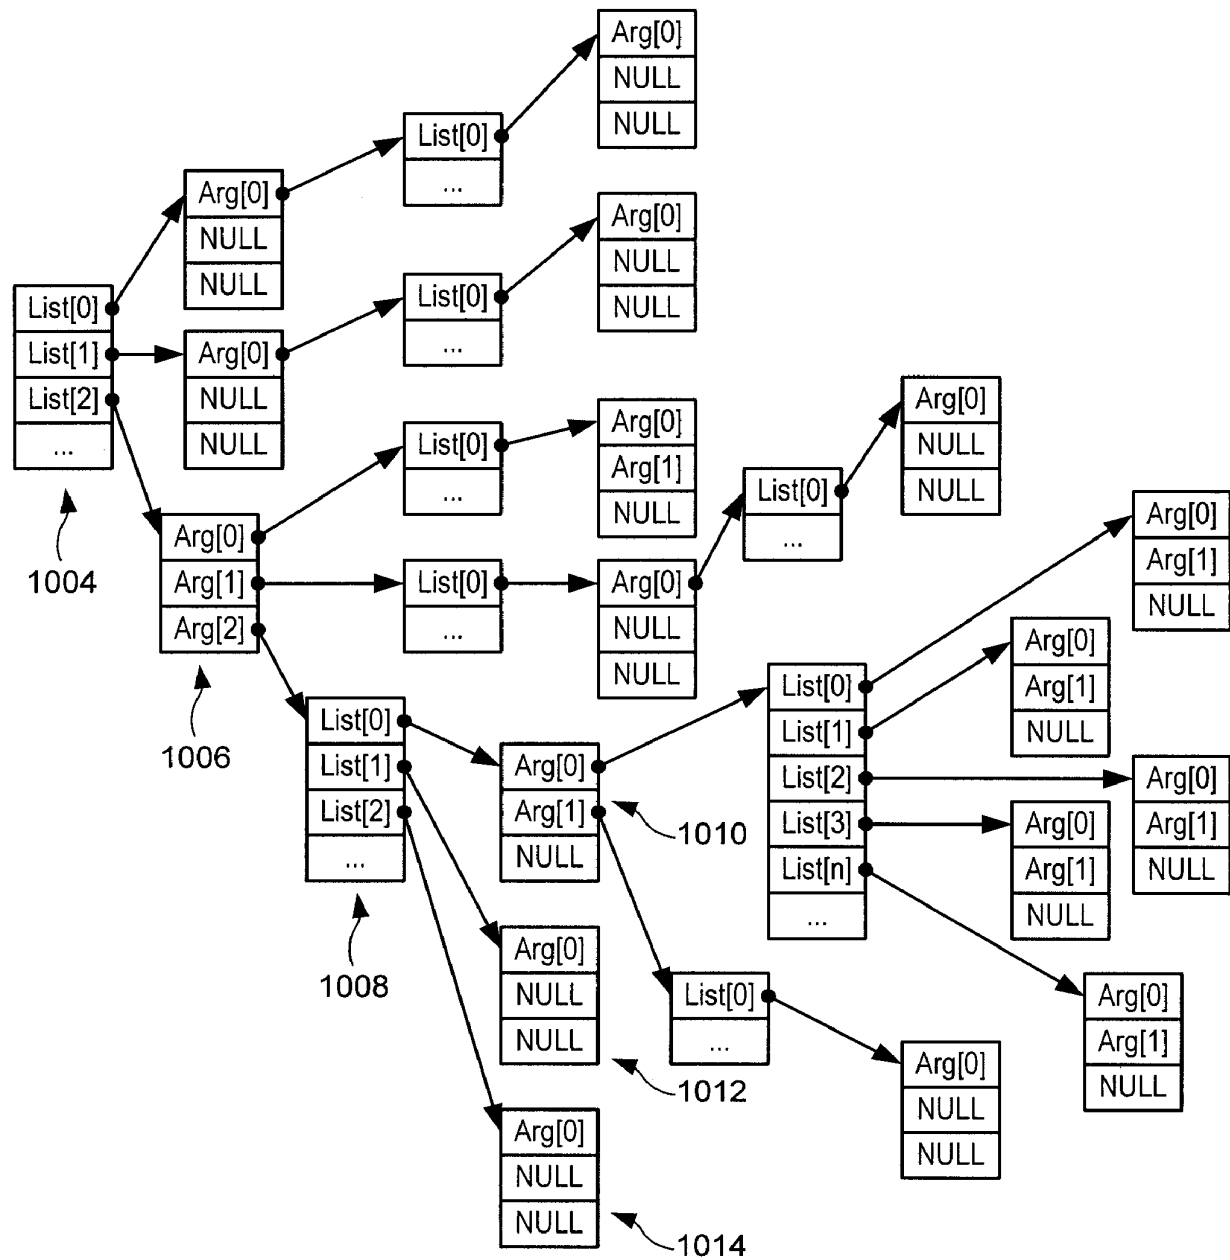 Arg[0]
NULL
NULL
List[0]
...
Arg[0]
NULL
NULL
Arg[0]
NULL
NULL
List[0]
...
List[0]
List[1]
List[2]
...
1004
Arg[0]
NULL
NULL
List[0]
...
Arg[0]
Arg[1]
NULL
Arg[0]
NULL
NULL
List[0]
...
Arg[0]
Arg[1]
Arg[2]
1006
List[0]
...
Arg[0]
NULL
NULL
Arg[0]
Arg[1]
NULL
Arg[0]
Arg[1]
NULL
List[0]
List[1]
List[2]
List[3]
List[n]
...
List[0]
List[1]
List[2]
...
1008
Arg[0]
Arg[1]
NULL
1010
Arg[0]
Arg[1]
NULL
Arg[0]
Arg[1]
NULL
Arg[0]
NULL
NULL
1012
List[0]
...
Arg[0]
Arg[1]
NULL
Arg[0]
NULL
NULL
Arg[0]
NULL
NULL
1014